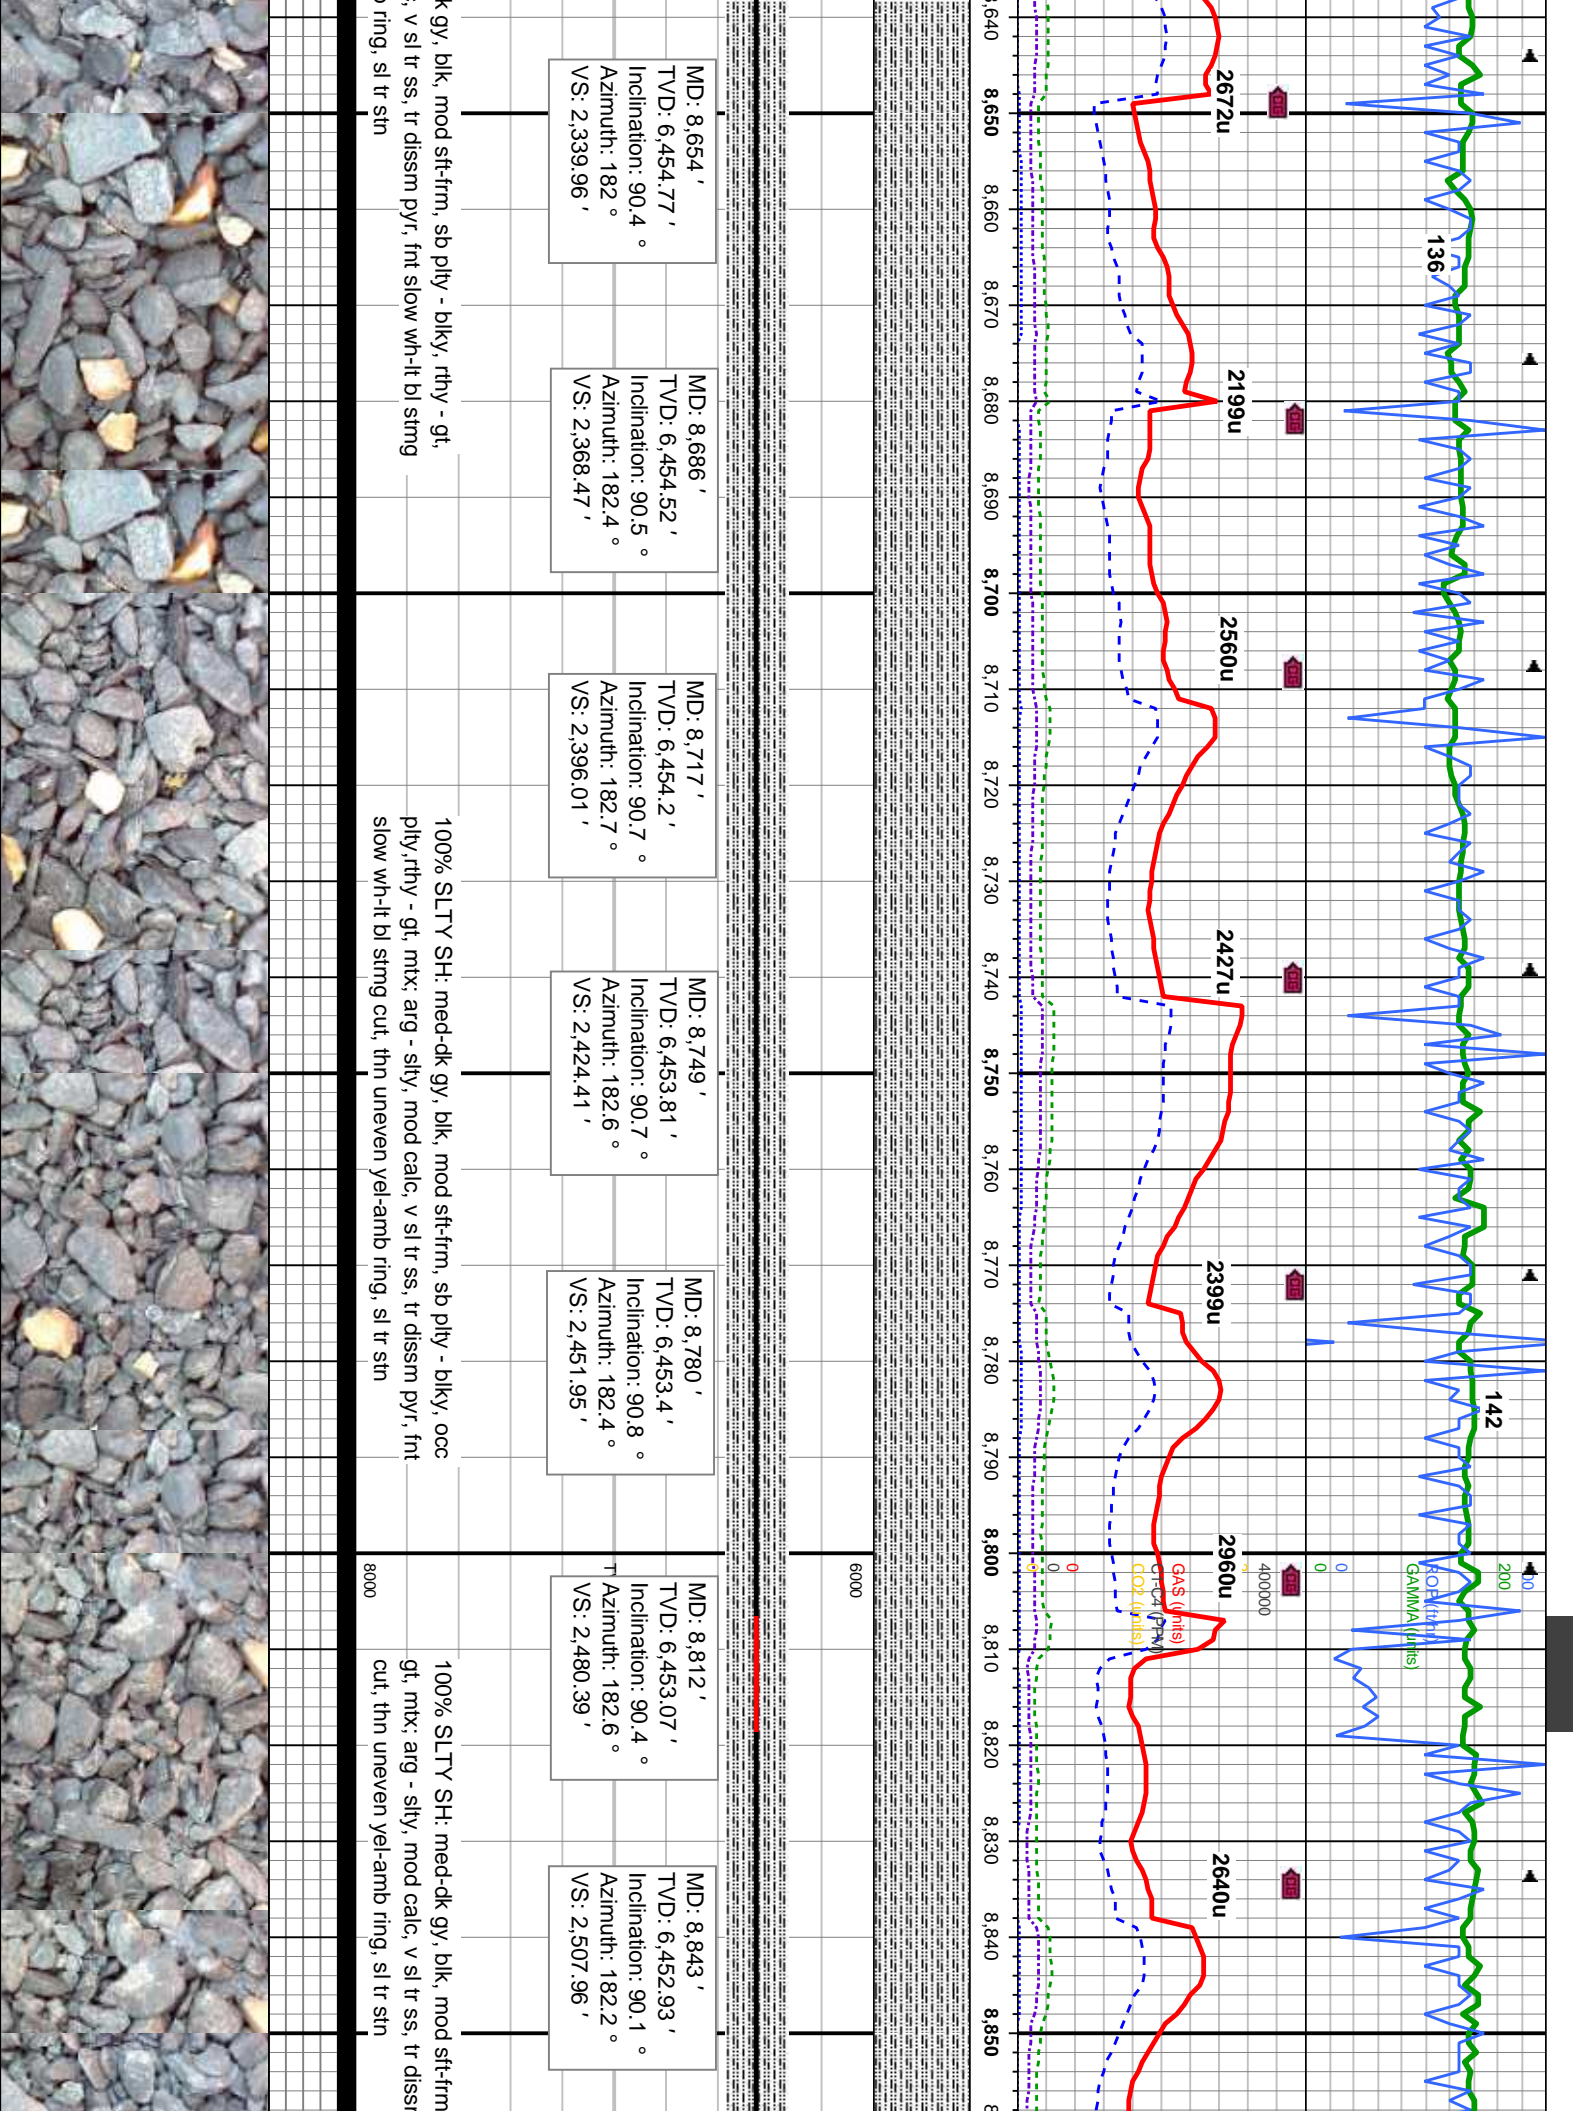 8,640
8,650
8,660
8,670
8,680
8,690
8,700
8,710
8,720
8,730
8,740
8,750
8,760
8,770
8,780
8,790
8,800
8,810
8,820
8,830
8,840
8,850
136
142
200
0
0
ROP (ft/hr)
GAMMA (units)
2672u
2199u
2560u
2427u
2399u
2960u
2640u
400000
GAS (units)
C1-C4 (PPM)
CO2 (units)
0
0
0
6000
8000
MD: 8,654 '
TVD: 6,454.77 '
Inclination: 90.4 °
Azimuth: 182 °
VS: 2,339.96 '
MD: 8,686 '
TVD: 6,454.52 '
Inclination: 90.5 °
Azimuth: 182.4 °
VS: 2,368.47 '
MD: 8,717 '
TVD: 6,454.2 '
Inclination: 90.7 °
Azimuth: 182.7 °
VS: 2,396.01 '
MD: 8,749 '
TVD: 6,453.81 '
Inclination: 90.7 °
Azimuth: 182.6 °
VS: 2,424.41 '
MD: 8,780 '
TVD: 6,453.4 '
Inclination: 90.8 °
Azimuth: 182.4 °
VS: 2,451.95 '
MD: 8,812 '
TVD: 6,453.07 '
Inclination: 90.4 °
Azimuth: 182.6 °
VS: 2,480.39 '
MD: 8,843 '
TVD: 6,452.93 '
Inclination: 90.1 °
Azimuth: 182.2 °
VS: 2,507.96 '
k gy, blk, mod sft-frm, sb plty - blky, rthy - gt,
, v sl tr ss, tr dissm pyr, fnt slow wh-lt bl stmg
ring, sl tr stn
100% SLTY SH: med-dk gy, blk, mod sft-frm, sb plty - blky, occ
plty,rthy - gt, mtx: arg - slty, mod calc, v sl tr ss, tr dissm pyr, fnt
slow wh-lt bl stmg cut, thn uneven yel-amb ring, sl tr stn
100% SLTY SH: med-dk gy, blk, mod sft-frm
gt, mtx: arg - slty, mod calc, v sl tr ss, tr dissm
cut, thn uneven yel-amb ring, sl tr stn